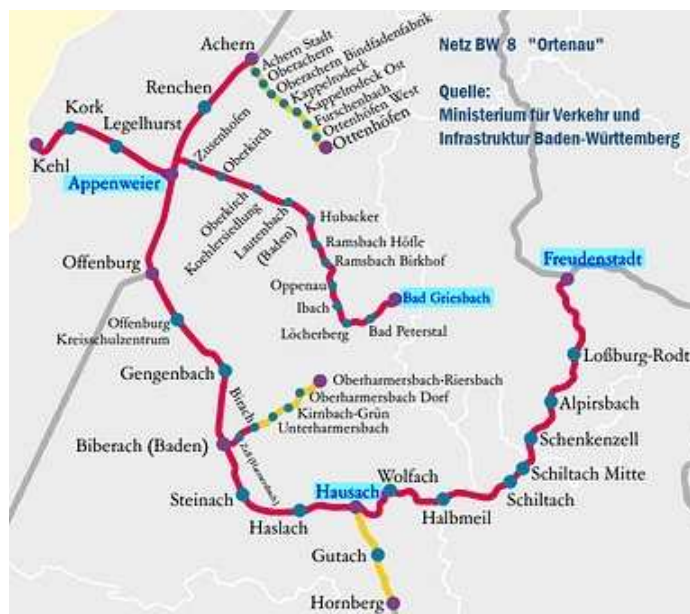 Netz BW 8 "Ortenau"
Quelle:
Ministerium für Verkehr und
Infrastruktur Baden-Württemberg
Achern
Achern Stadt
Oberachern
Oberachern Bindfadenfabrik
Kappelrodeck
Kappelrodeck Ost
Furschenbach
Ottenhöfen West
Ottenhöfen
Renchen
Kork
Legelhurst
Kehl
Appenweier
Zusenhofen
Oberkirch
Oberkirch
Koehlersiedlung
Lautenbach
(Baden)
Hubacker
Ramsbach Höfle
Ramsbach Birkhof
Oppenau
Ibach
Löcherberg
Bad Peterstal
Bad Griesbach
Freudenstadt
Offenburg
Offenburg
Kreisschulzentrum
Gengenbach
Biberach (Baden)
Birach
Oberharmersbach-Riersbach
Oberharmersbach Dorf
Kirnbach-Grün
Unterharmersbach
Steinach
Haslach
Hausach
Wolfach
Halbmeil
Schiltach
Schiltach Mitte
Schenkenzell
Alpirsbach
Loßburg-Rodt
Gutach
Hornberg